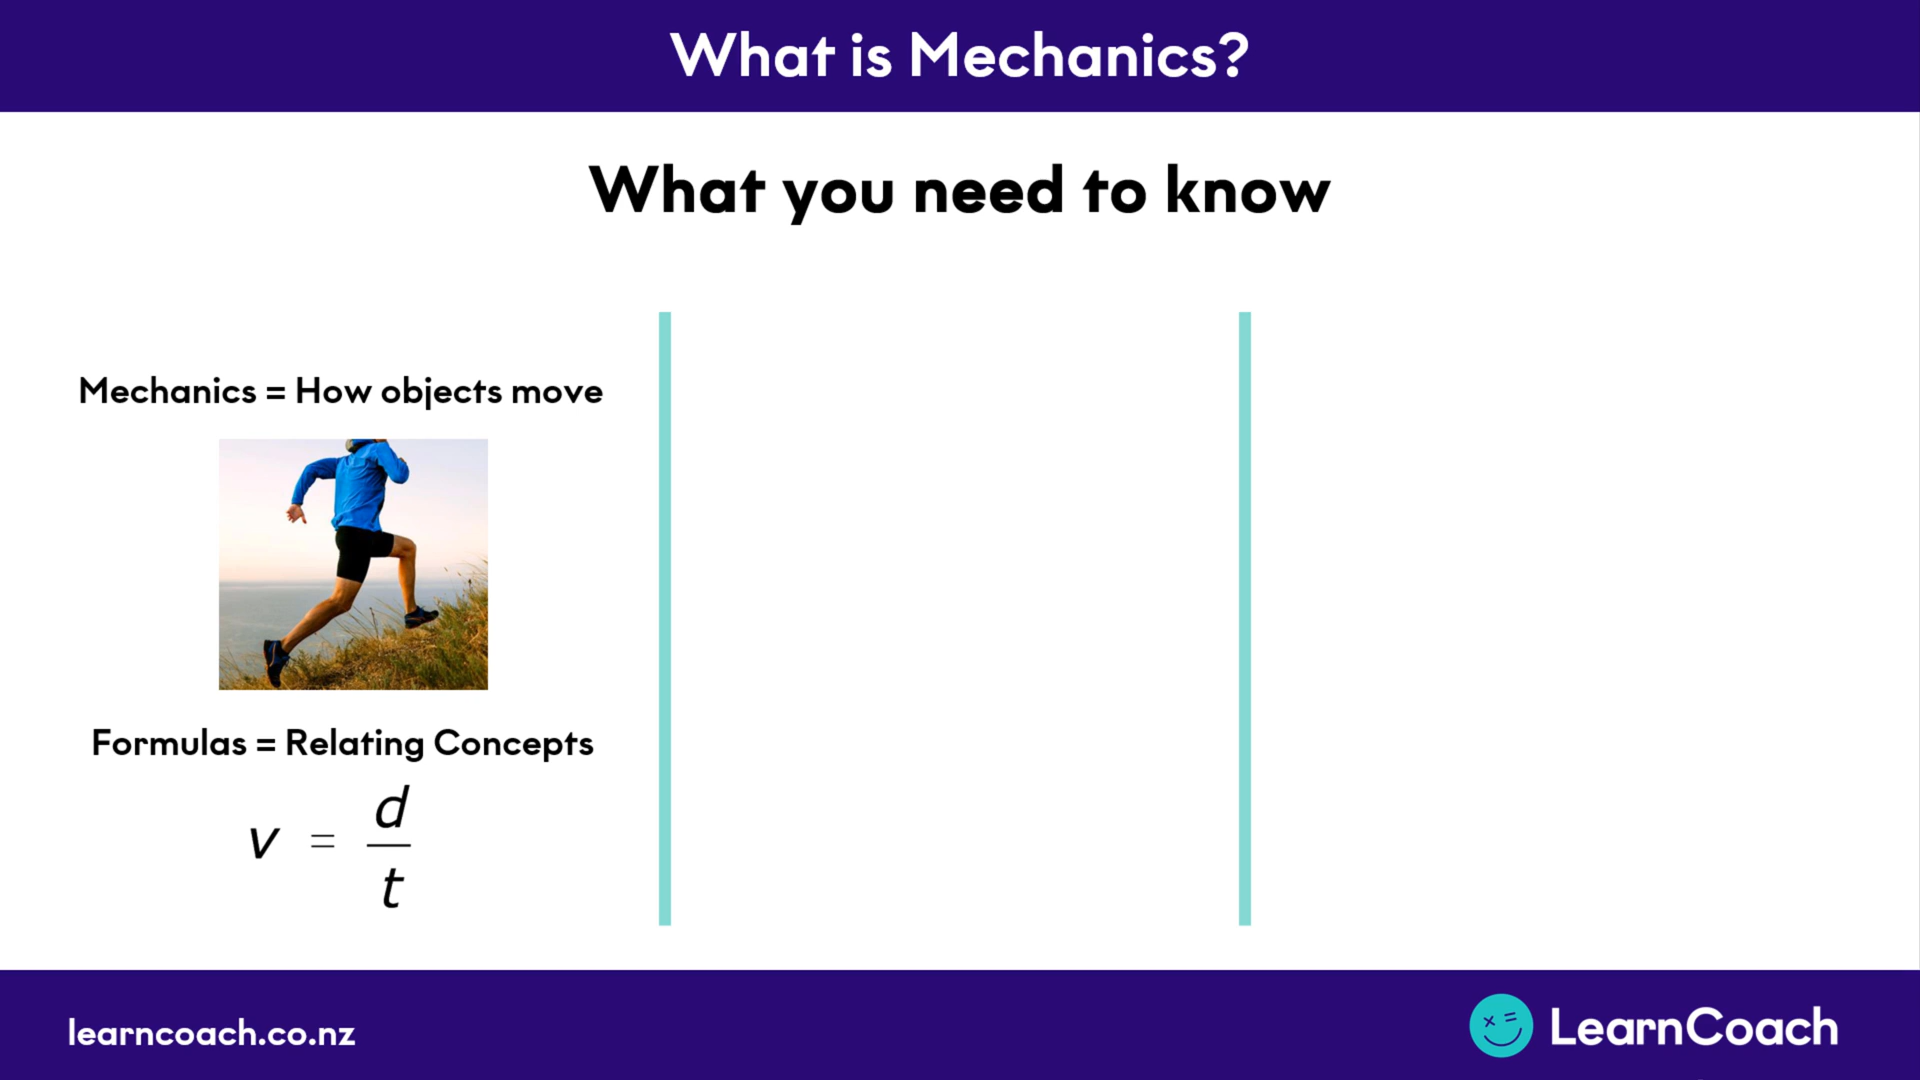 What is Mechanics?
What you need to know
Mechanics = How objects move
Formulas = Relating Concepts
v = d/t
learncoach.co.nz
LearnCoach